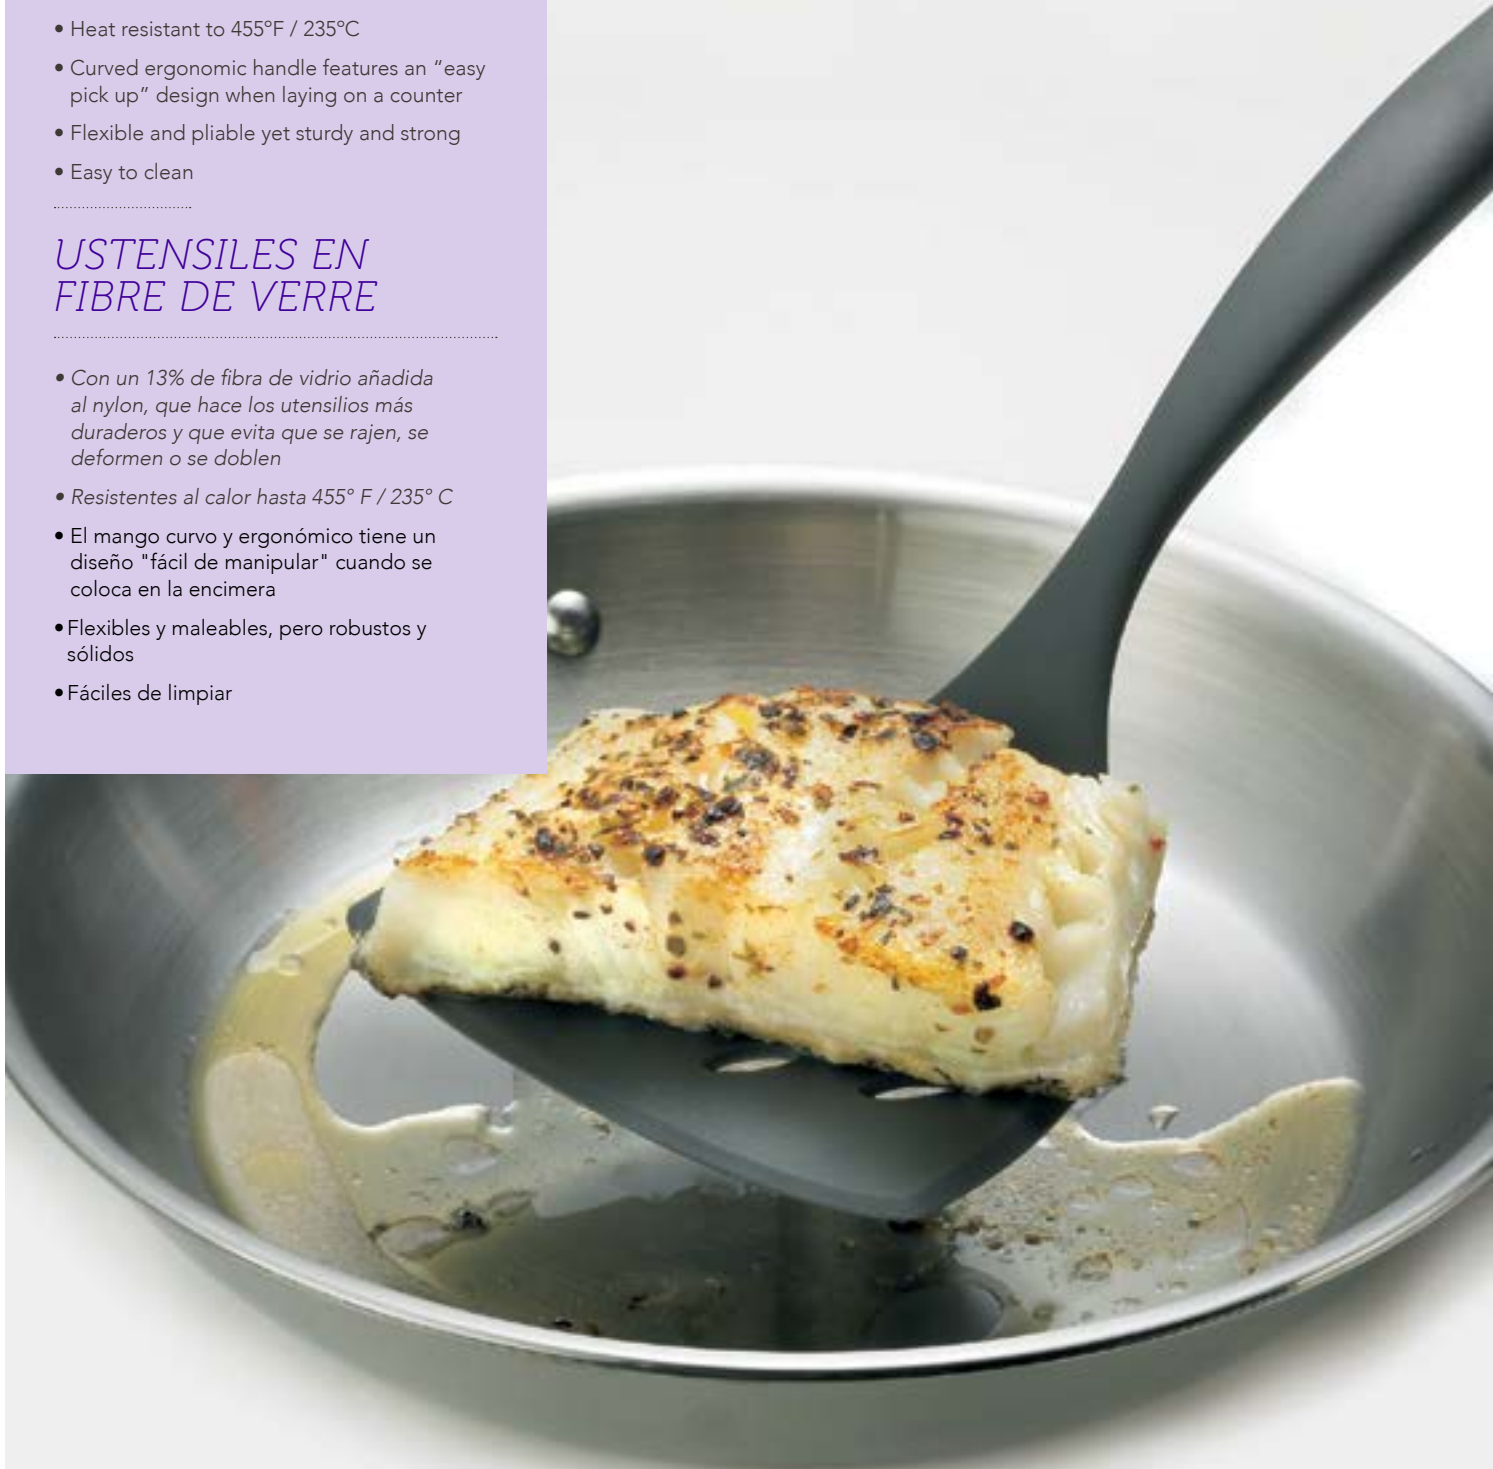 • Heat resistant to 455ºF / 235ºC
• Curved ergonomic handle features an “easy
pick up” design when laying on a counter
• Flexible and pliable yet sturdy and strong
• Easy to clean
USTENSILES EN
FIBRE DE VERRE
• Con un 13% de fibra de vidrio añadida
al nylon, que hace los utensilios más
duraderos y que evita que se rajen, se
deformen o se doblen
• Resistentes al calor hasta 455º F / 235º C
• El mango curvo y ergonómico tiene un
diseño "fácil de manipular" cuando se
coloca en la encimera
• Flexibles y maleables, pero robustos y
sólidos
• Fáciles de limpiar